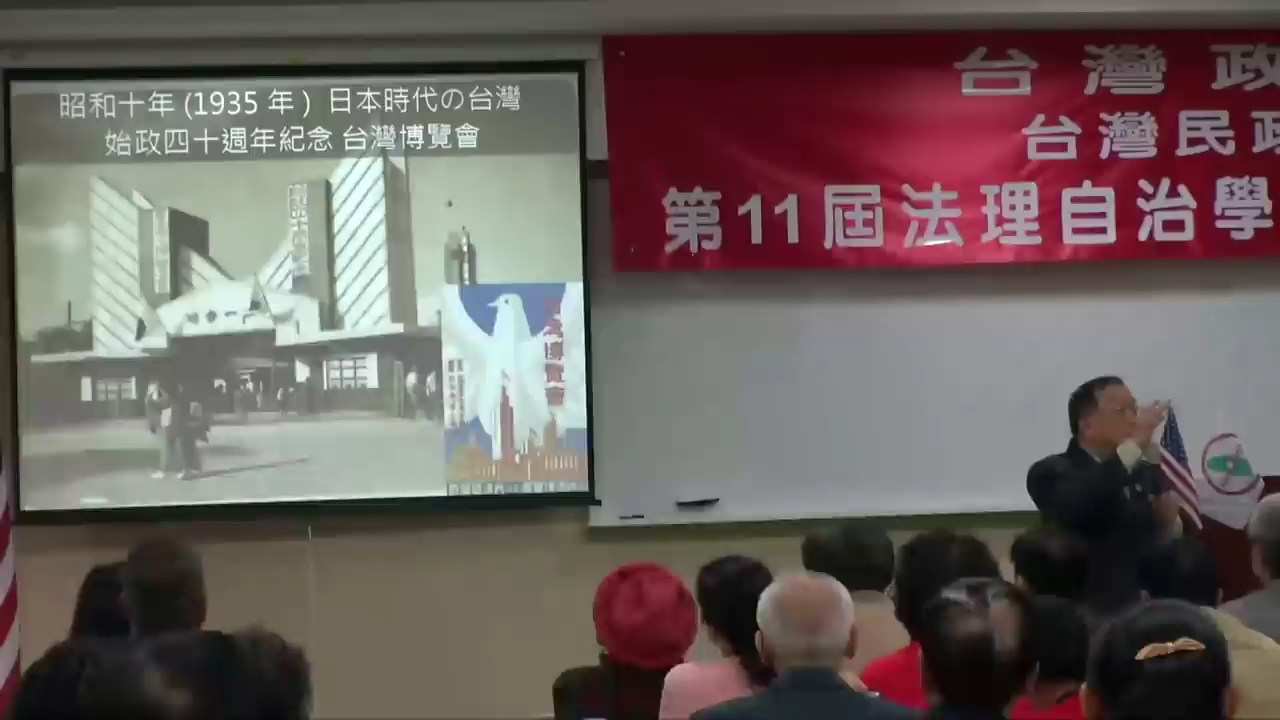 昭和十年 (1935 年 ) 日本時代の台灣
始政四十週年紀念 台灣博覽會
台灣政
台灣民政
第11屆法理自治學